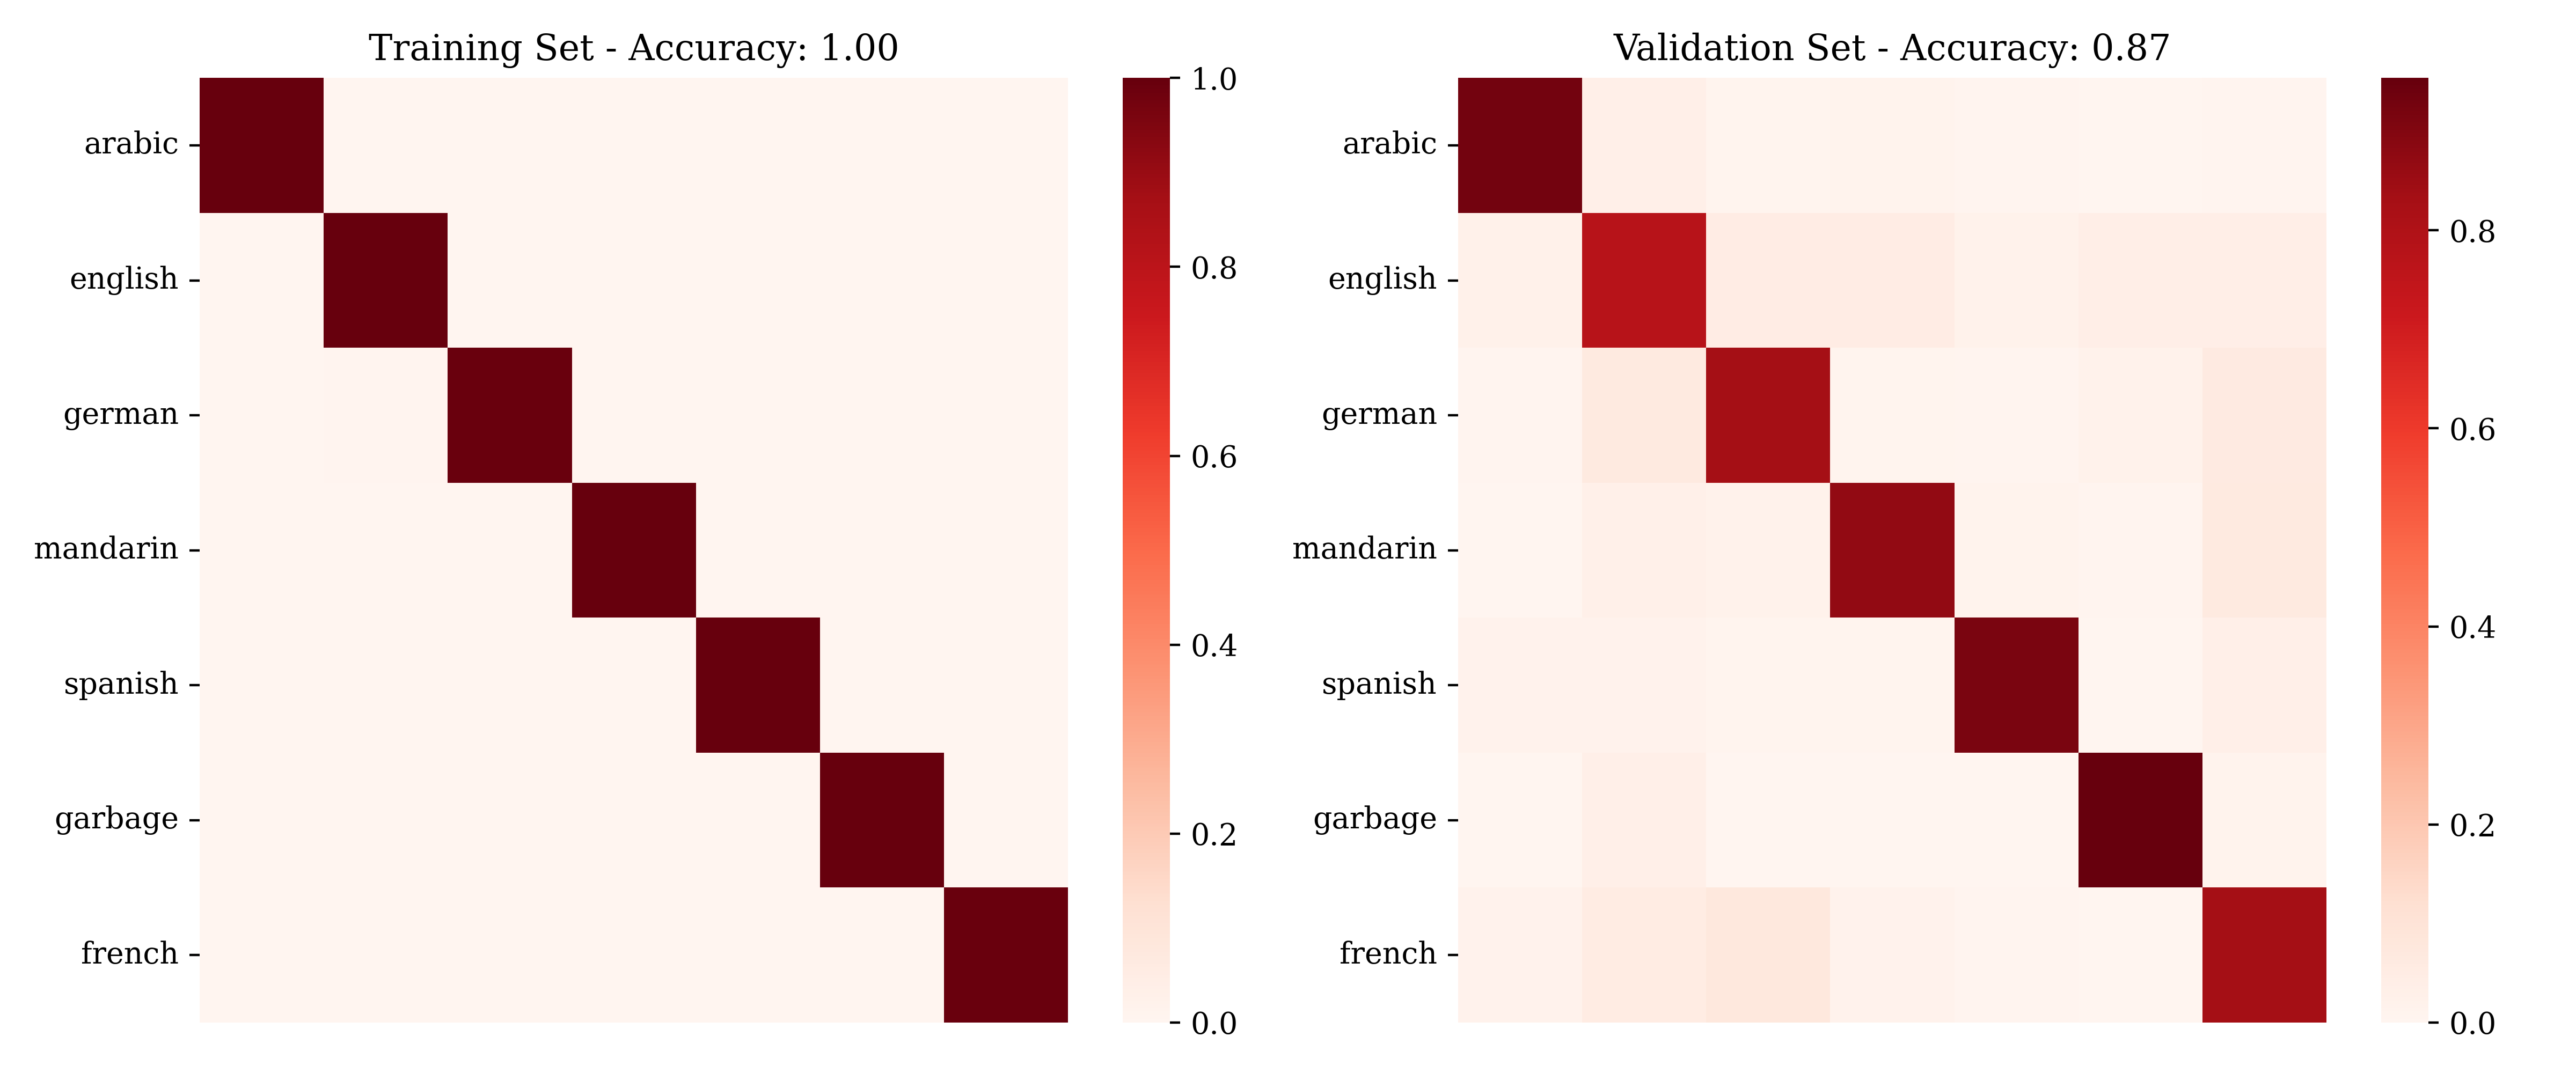 Training Set - Accuracy: 1.00
arabic
english
german
mandarin
spanish
garbage
french
1.0
0.8
0.6
0.4
0.2
0.0
Validation Set - Accuracy: 0.87
arabic
english
german
mandarin
spanish
garbage
french
0.8
0.6
0.4
0.2
0.0